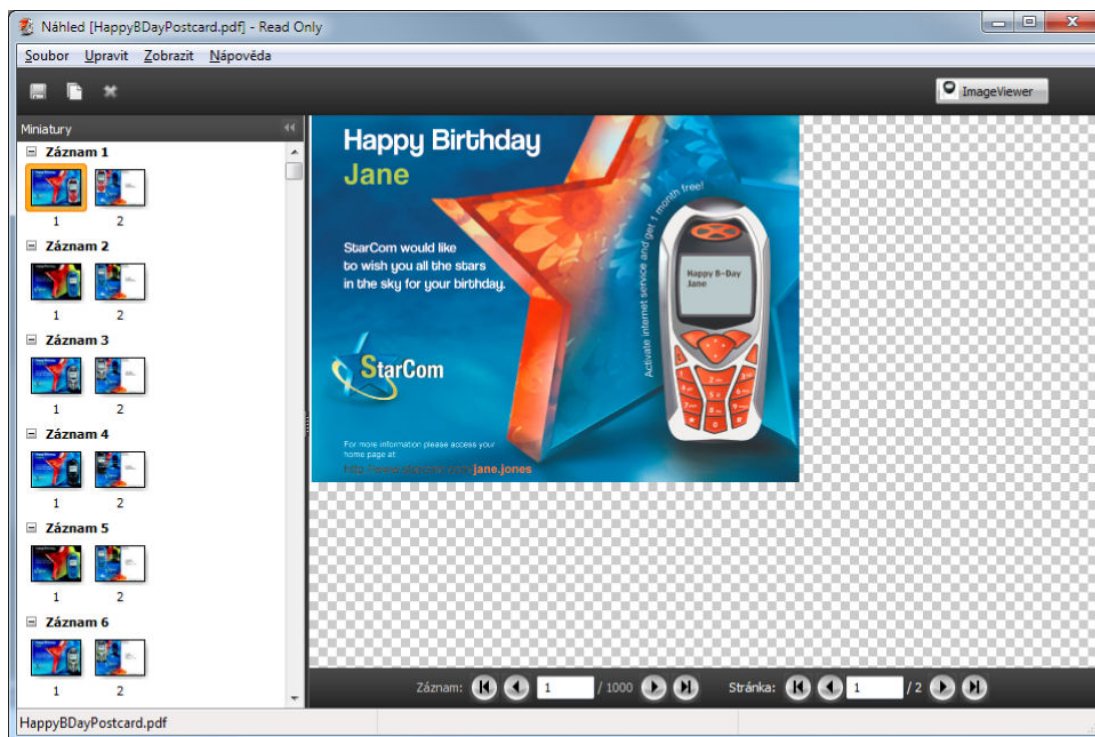 Náhled [HappyBDayPostcard.pdf] - Read Only
Soubor Upravit Zobrazit Nápověda
ImageViewer
Miniatury
Záznam 1
1 2
Záznam 2
1 2
Záznam 3
1 2
Záznam 4
1 2
Záznam 5
1 2
Záznam 6
1 2
Happy Birthday
Jane
StarCom would like
to wish you all the stars
in the sky for your birthday.
StarCom
For more information please access your
home page at:
jane.jones
Activate internet service and get 1 month free!
Happy B-Day
Jane
Záznam: 1 / 1000 Stránka: 1 / 2
HappyBDayPostcard.pdf